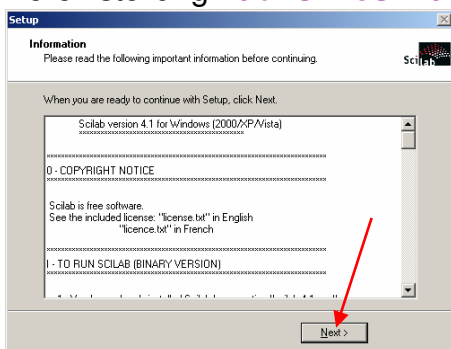 Setup
Information
Please read the following important information before continuing.
Scilab
When you are ready to continue with Setup, click Next.
Scilab version 4.1 for Windows (2000/XP/Vista)
0 - COPYRIGHT NOTICE
Scilab is free software.
See the included license: "license.txt" in English
"licence.txt" in French
I - TO RUN SCILAB (BINARY VERSION)
Next >